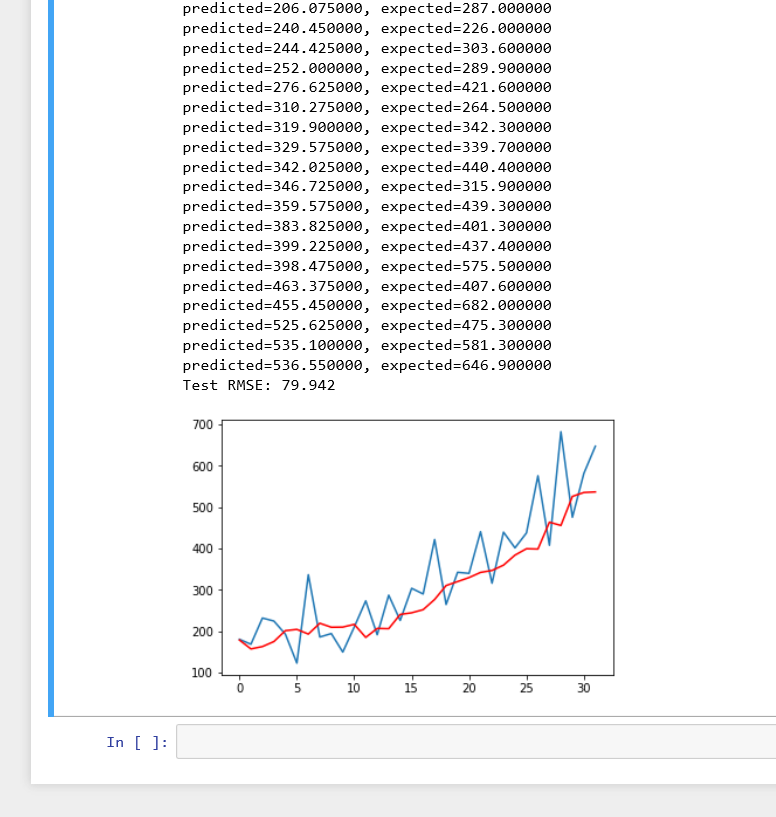 predicted=206.075000, expected=287.000000
predicted=240.450000, expected=226.000000
predicted=244.425000, expected=303.600000
predicted=252.000000, expected=289.900000
predicted=276.625000, expected=421.600000
predicted=310.275000, expected=264.500000
predicted=319.900000, expected=342.300000
predicted=329.575000, expected=339.700000
predicted=342.025000, expected=440.400000
predicted=346.725000, expected=315.900000
predicted=359.575000, expected=439.300000
predicted=383.825000, expected=401.300000
predicted=399.225000, expected=437.400000
predicted=398.475000, expected=575.500000
predicted=463.375000, expected=407.600000
predicted=455.450000, expected=682.000000
predicted=525.625000, expected=475.300000
predicted=535.100000, expected=581.300000
predicted=536.550000, expected=646.900000
Test RMSE: 79.942
700
600
500
400
300
200
100
0 5 10 15 20 25 30
In [ ]: